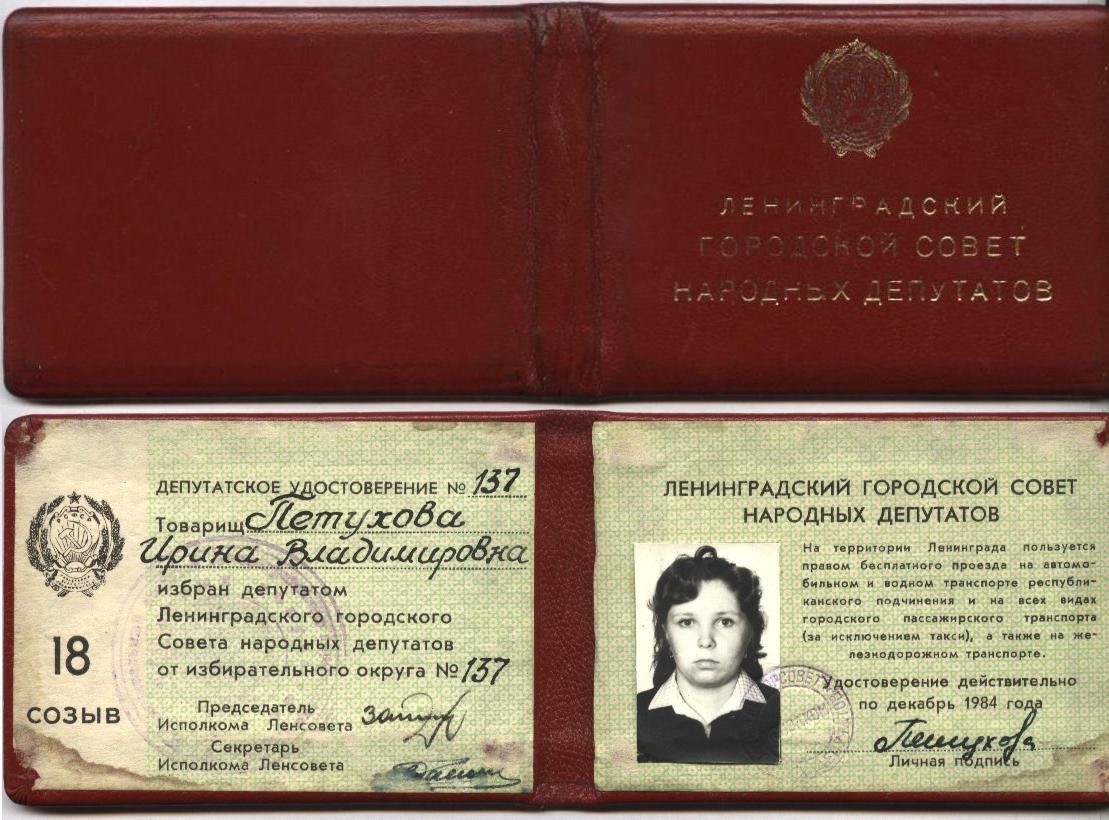 ЛЕНИНГРАДСКИЙ
ГОРОДСКОЙ СОВЕТ
НАРОДНЫХ ДЕПУТАТОВ
РСФСР
18
СОЗЫВ
ДЕПУТАТСКОЕ УДОСТОВЕРЕНИЕ № 137
Товарищ Петухова
Ирина Владимировна
избран депутатом
Ленинградского городского
Совета народных депутатов
от избирательного округа № 137
Председатель
Исполкома Ленсовета
Секретарь
Исполкома Ленсовета
ЛЕНИНГРАДСКИЙ ГОРОДСКОЙ СОВЕТ
НАРОДНЫХ ДЕПУТАТОВ
На территории Ленинграда пользуется
правом бесплатного проезда на автомо-
бильном и водном транспорте республи-
канского подчинения и на всех видах
городского пассажирского транспорта
(за исключением такси), а также на же-
лезнодорожном транспорте.
Удостоверение действительно
по декабрь 1984 года
Петухова
Личная подпись